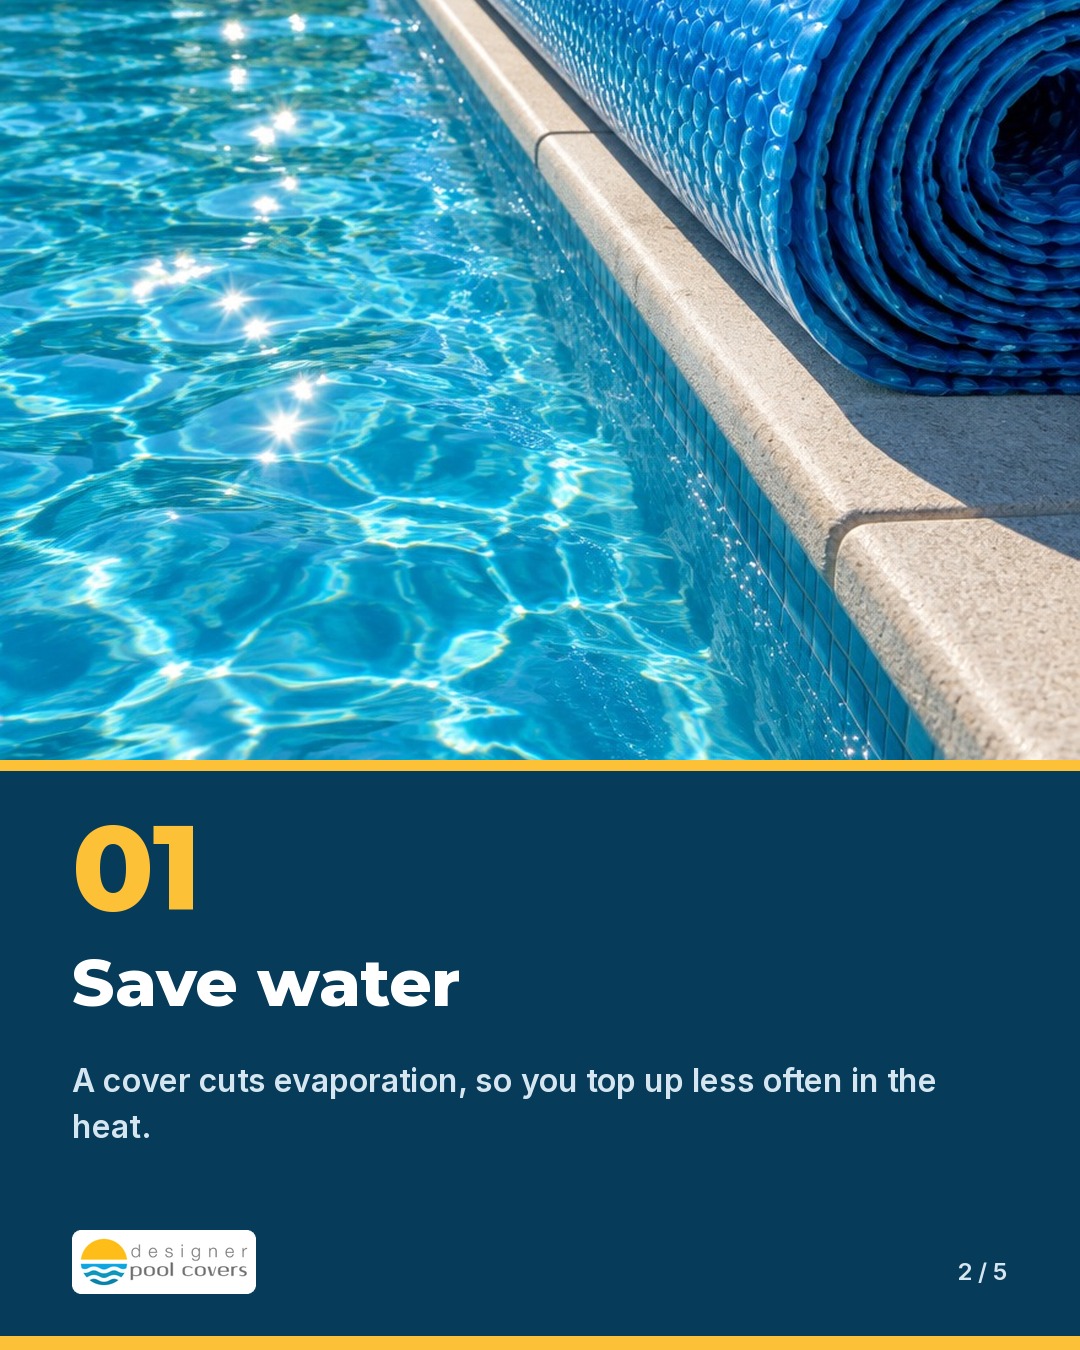 01
Save water
A cover cuts evaporation, so you top up less often in the
heat.
designer
pool covers
2 / 5